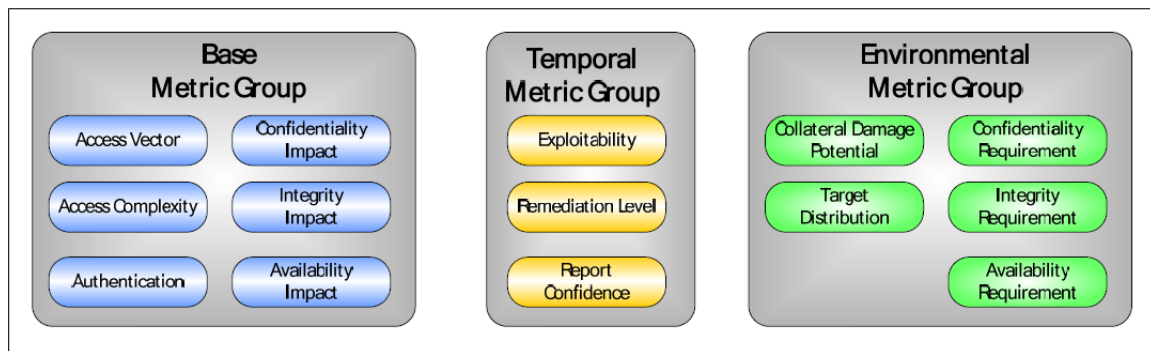 Base
Metric Group
Access Vector
Confidentiality
Impact
Access Complexity
Integrity
Impact
Authentication
Availability
Impact
Temporal
Metric Group
Exploitability
Remediation Level
Report
Confidence
Environmental
Metric Group
Collateral Damage
Potential
Confidentiality
Requirement
Target
Distribution
Integrity
Requirement
Availability
Requirement